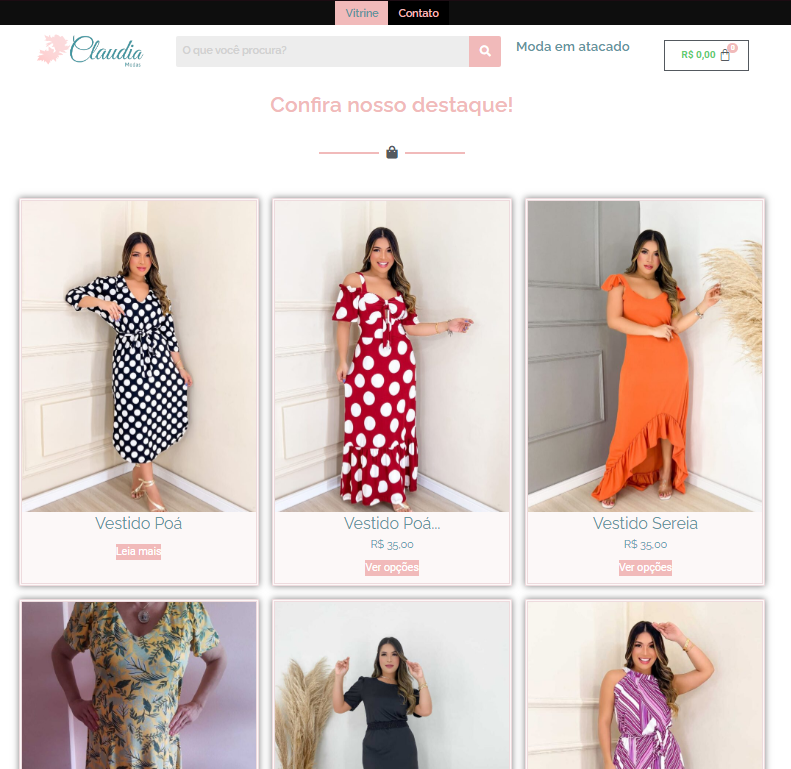 Vitrine
Contato
Claudia
Modas
O que você procura?
Moda em atacado
R$ 0,00
0
Confira nosso destaque!
Vestido Poá
Leia mais
Vestido Poá...
R$ 35,00
Ver opções
Vestido Sereia
R$ 35,00
Ver opções